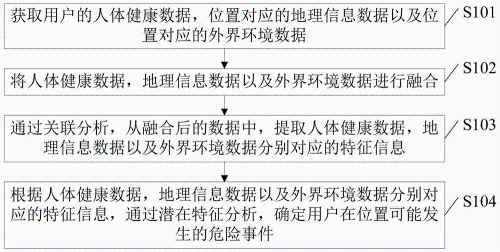 获取用户的人体健康数据，位置对应的地理信息数据以及位
置对应的外界环境数据
S101
将人体健康数据，地理信息数据以及外界环境数据进行融合
S102
通过关联分析，从融合后的数据中，提取人体健康数据，地
理信息数据以及外界环境数据分别对应的特征信息
S103
根据人体健康数据，地理信息数据以及外界环境数据分别对
应的特征信息，通过潜在特征分析，确定用户在位置可能发
生的危险事件
S104